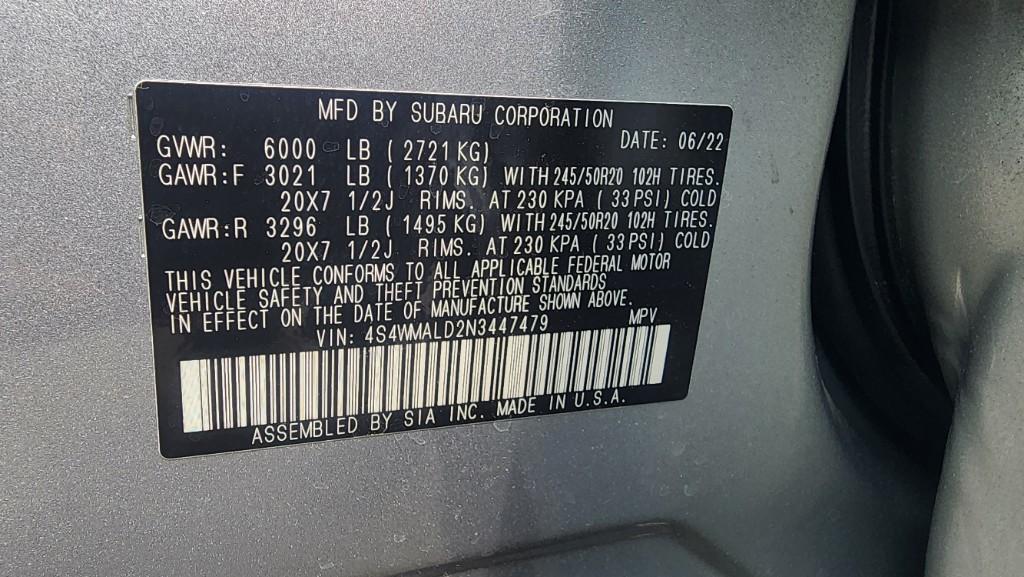 MFD BY SUBARU CORPORATION
DATE: 06/22
GVWR: 6000 LB ( 2721 KG)
GAWR:F 3021 LB ( 1370 KG) WITH 245/50R20 102H TIRES.
20X7 1/2J RIMS. AT 230 KPA ( 33 PSI) COLD
GAWR:R 3296 LB ( 1495 KG) WITH 245/50R20 102H TIRES.
20X7 1/2J RIMS. AT 230 KPA ( 33 PSI) COLD
THIS VEHICLE CONFORMS TO ALL APPLICABLE FEDERAL MOTOR
VEHICLE SAFETY AND THEFT PREVENTION STANDARDS
IN EFFECT ON THE DATE OF MANUFACTURE SHOWN ABOVE.
VIN: 4S4WMALD2N3447479 MPV
ASSEMBLED BY SIA INC. MADE IN U.S.A.